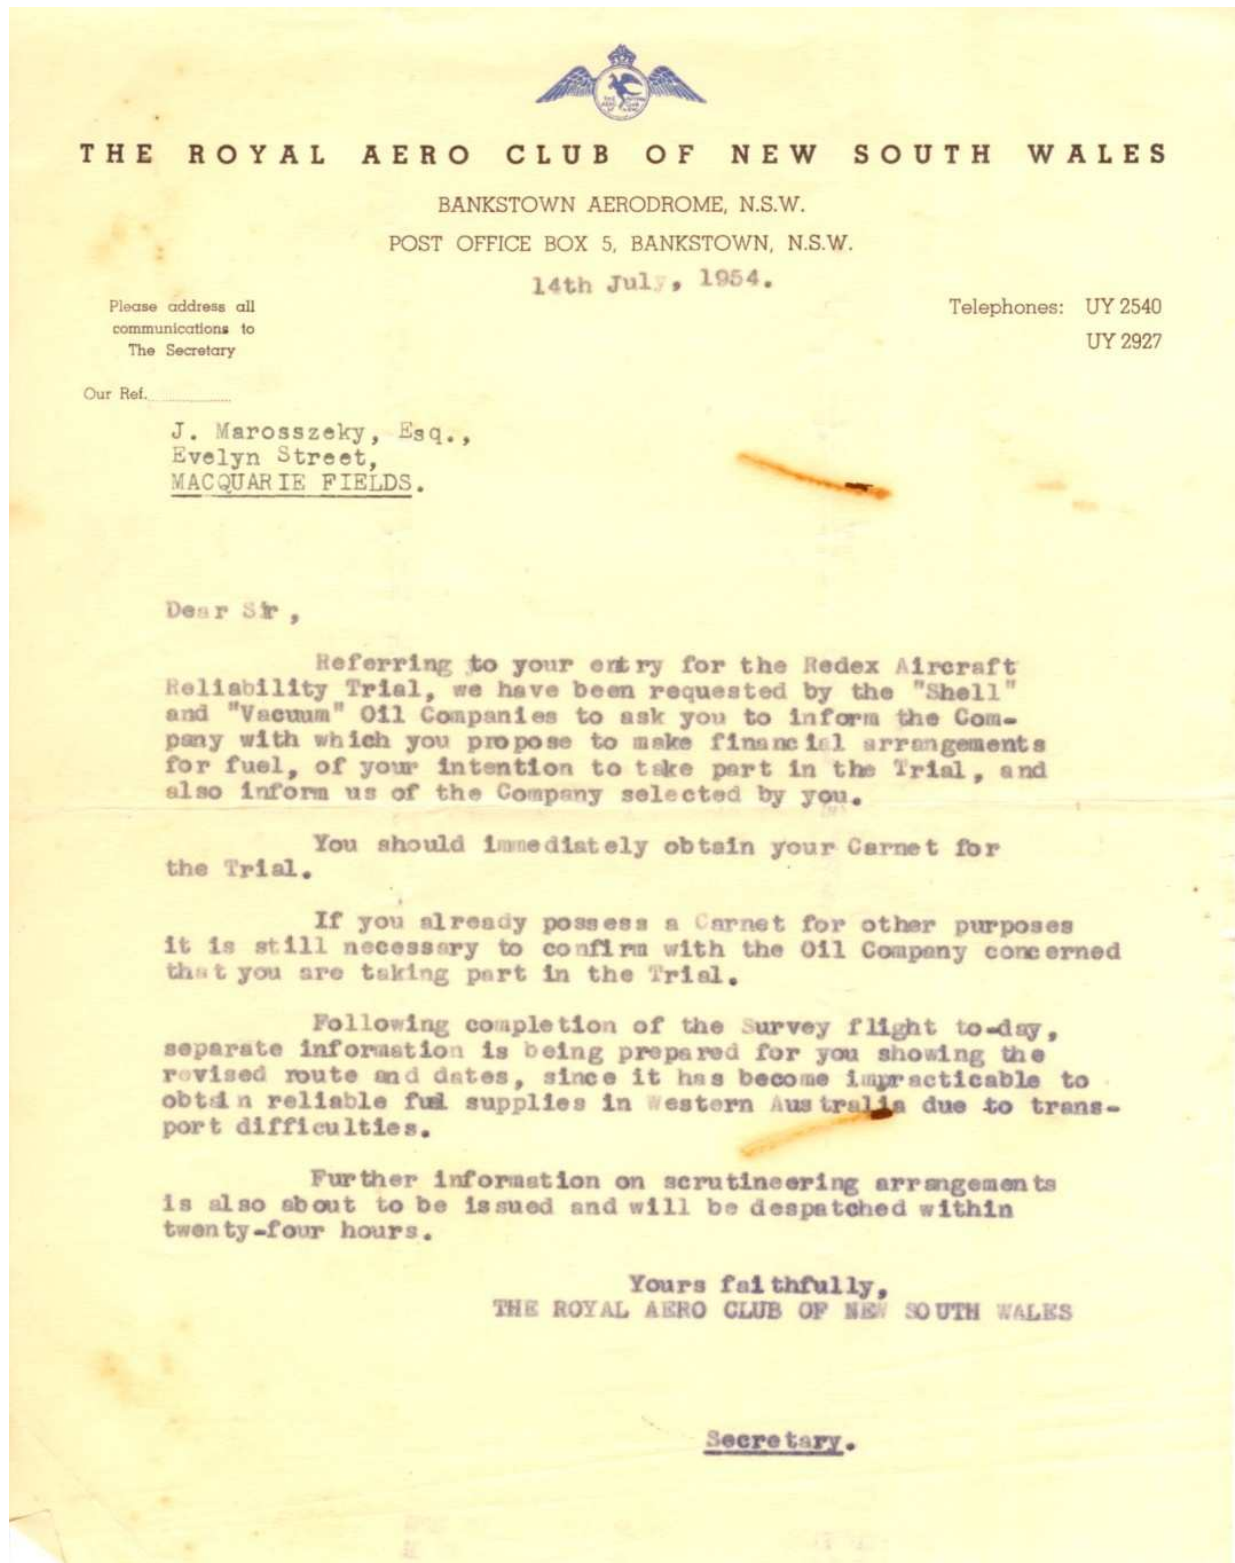 THE ROYAL AERO CLUB OF NEW SOUTH WALES
BANKSTOWN AERODROME, N.S.W.
POST OFFICE BOX 5, BANKSTOWN, N.S.W.
14th July, 1954.
Please address all
communications to
The Secretary
Telephones: UY 2540
UY 2927
Our Ref.
J. Marosszeky, Esq.,
Evelyn Street,
MACQUARIE FIELDS.
Dear Sir,
Referring to your entry for the Redex Aircraft
Reliability Trial, we have been requested by the "Shell"
and "Vacuum" Oil Companies to ask you to inform the Com-
pany with which you propose to make financial arrangements
for fuel, of your intention to take part in the Trial, and
also inform us of the Company selected by you.
You should immediately obtain your Carnet for
the Trial.
If you already possess a Carnet for other purposes
it is still necessary to confirm with the Oil Company concerned
that you are taking part in the Trial.
Following completion of the Survey flight to-day,
separate information is being prepared for you showing the
revised route and dates, since it has become impracticable to
obtain reliable fuel supplies in Western Australia due to trans-
port difficulties.
Further information on scrutineering arrangements
is also about to be issued and will be despatched within
twenty-four hours.
Yours faithfully,
THE ROYAL AERO CLUB OF NEW SOUTH WALES
Secretary.